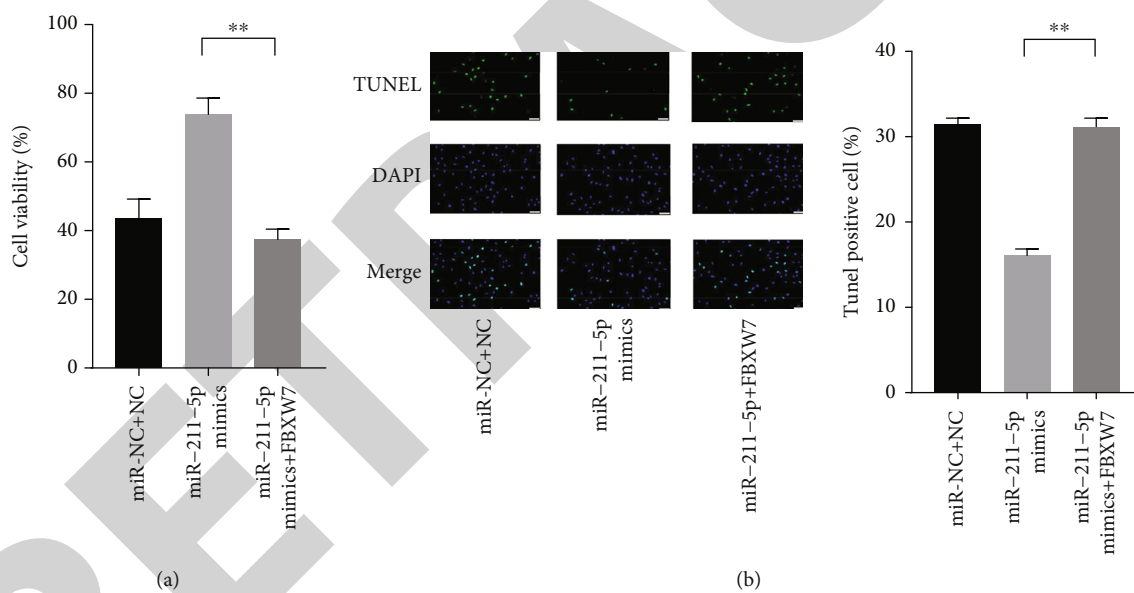 100
80
60
40
20
0
Cell viability (%)
**
miR-NC+NC
miR−211−5p
mimics
miR−211−5p
mimics+FBXW7
(a)
TUNEL
DAPI
Merge
miR-NC+NC
miR−211−5p
mimics
miR−211−5p+FBXW7
40
30
20
10
0
Tunel positive cell (%)
**
miR-NC+NC
miR−211−5p
mimics
miR−211−5p
mimics+FBXW7
(b)